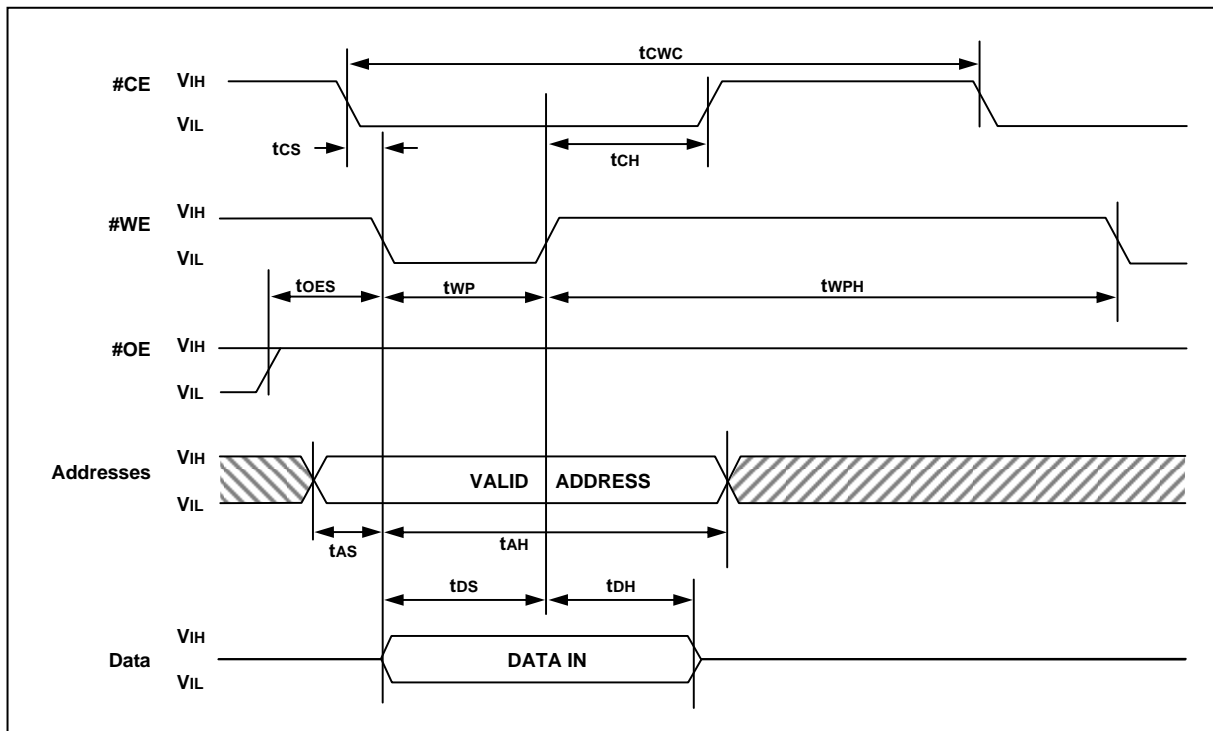 tCWC
#CE VIH
VIL
tCS
tCH
#WE VIH
VIL
tOES tWP tWPH
#OE VIH
VIL
Addresses VIH
VALID ADDRESS
VIL
tAS tAH
tDS tDH
Data VIH
DATA IN
VIL